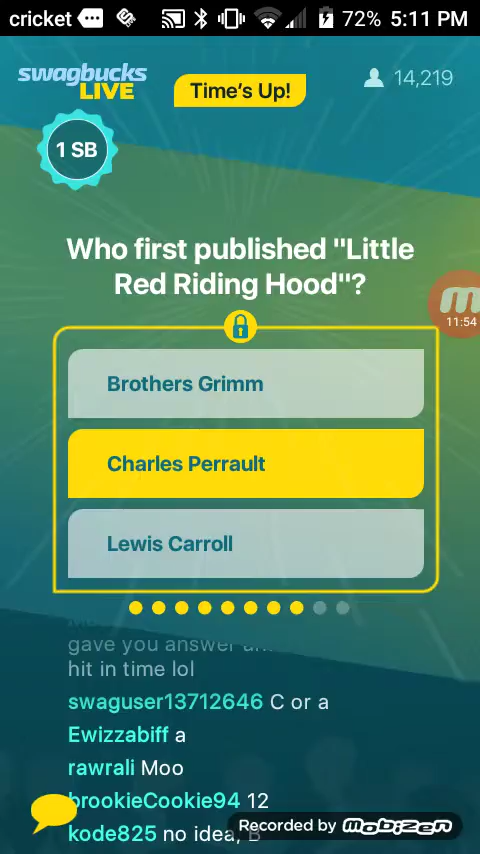 cricket 72% 5:11 PM
swagbucks
LIVE
Time's Up!
14,219
1 SB
Who first published "Little
Red Riding Hood"?
11:54
Brothers Grimm
Charles Perrault
Lewis Carroll
gave you answer
hit in time lol
swaguser13712646 C or a
Ewizzabiff a
rawrali Moo
brookieCookie94 12
Recorded by mobizen
kode825 no idea, B